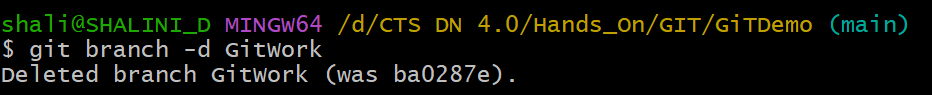 shali@SHALINI_D MINGW64 /d/CTS DN 4.0/Hands_On/GIT/GiTDemo (main)
$ git branch -d GitWork
Deleted branch GitWork (was ba0287e).